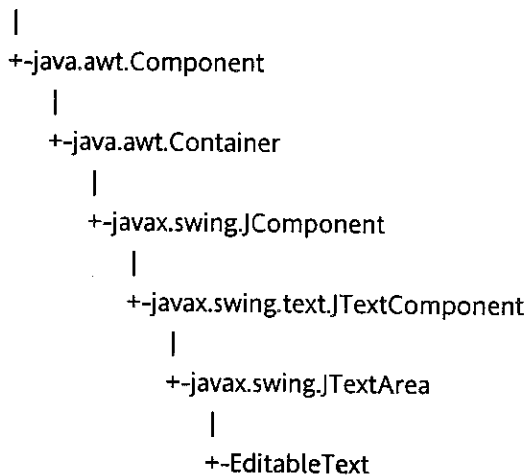 |
+-java.awt.Component
|
+-java.awt.Container
|
+-javax.swing.JComponent
|
+-javax.swing.text.JTextComponent
|
+-javax.swing.JTextArea
|
+-EditableText